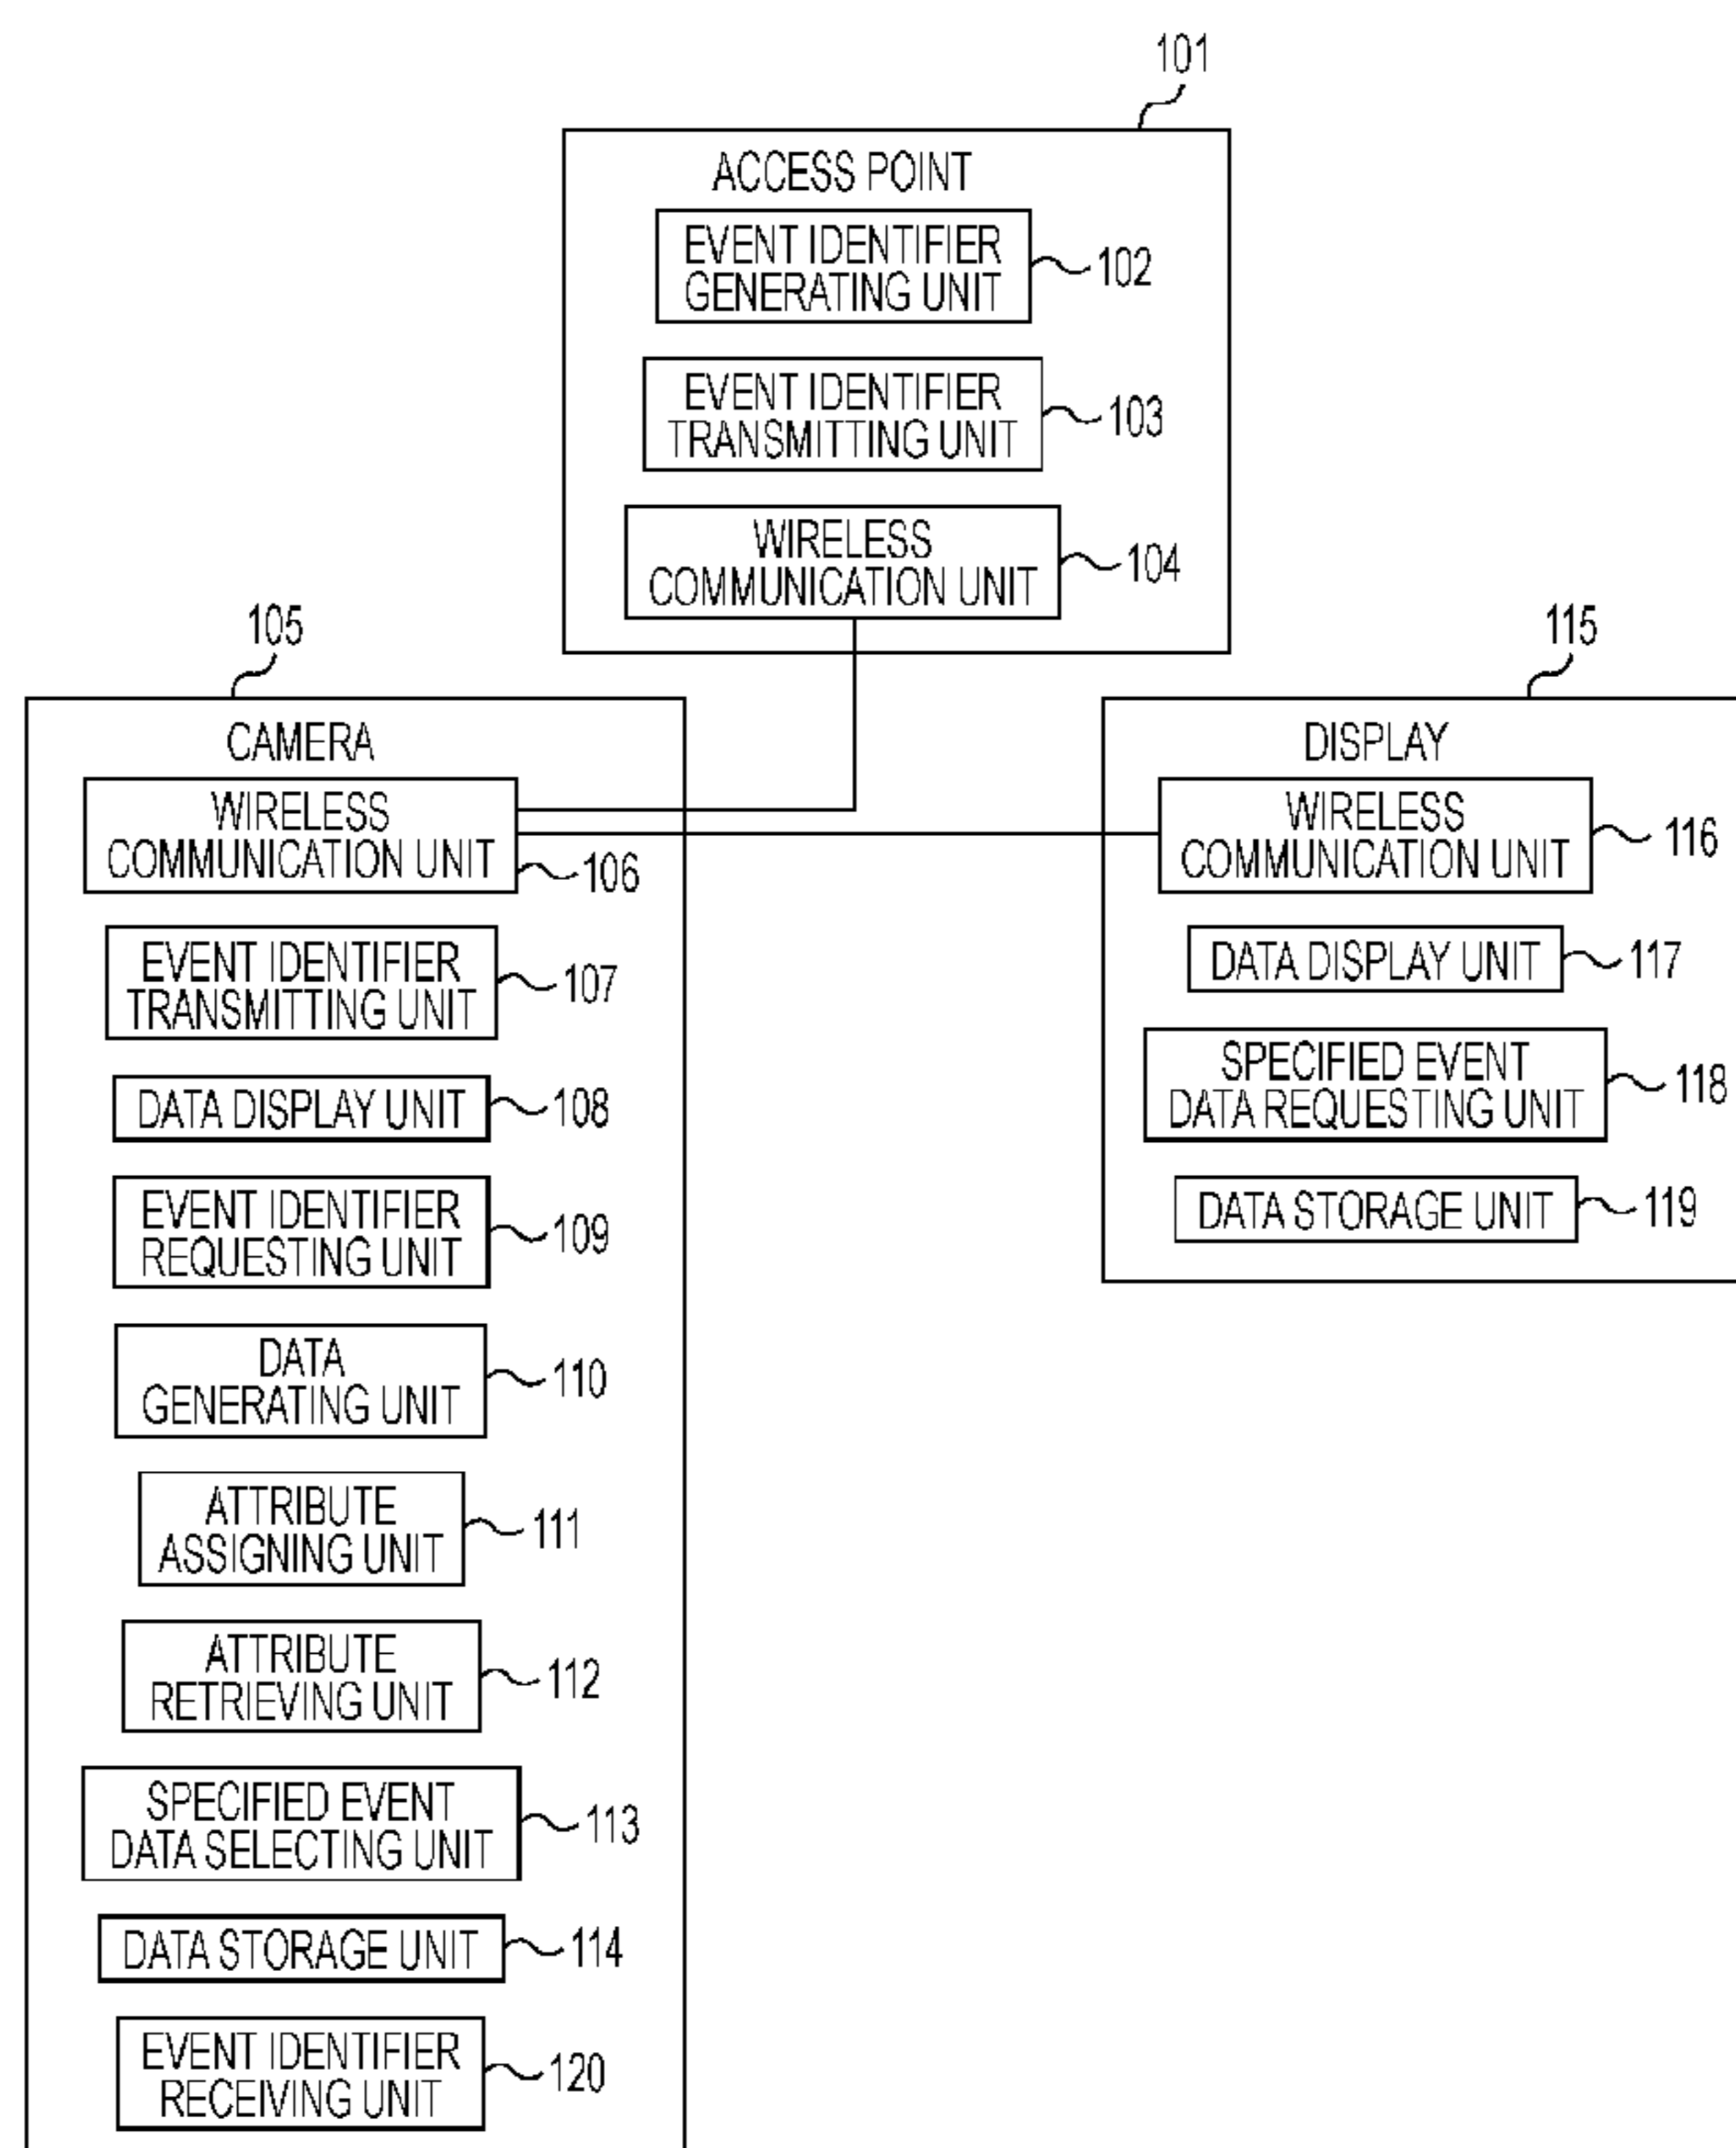 101
ACCESS POINT
EVENT IDENTIFIER
GENERATING UNIT
102
EVENT IDENTIFIER
TRANSMITTING UNIT
103
WIRELESS
COMMUNICATION UNIT
104
105
CAMERA
WIRELESS
COMMUNICATION UNIT
106
EVENT IDENTIFIER
TRANSMITTING UNIT
107
DATA DISPLAY UNIT
108
EVENT IDENTIFIER
REQUESTING UNIT
109
DATA
GENERATING UNIT
110
ATTRIBUTE
ASSIGNING UNIT
111
ATTRIBUTE
RETRIEVING UNIT
112
SPECIFIED EVENT
DATA SELECTING UNIT
113
DATA STORAGE UNIT
114
EVENT IDENTIFIER
RECEIVING UNIT
120
115
DISPLAY
WIRELESS
COMMUNICATION UNIT
116
DATA DISPLAY UNIT
117
SPECIFIED EVENT
DATA REQUESTING UNIT
118
DATA STORAGE UNIT
119